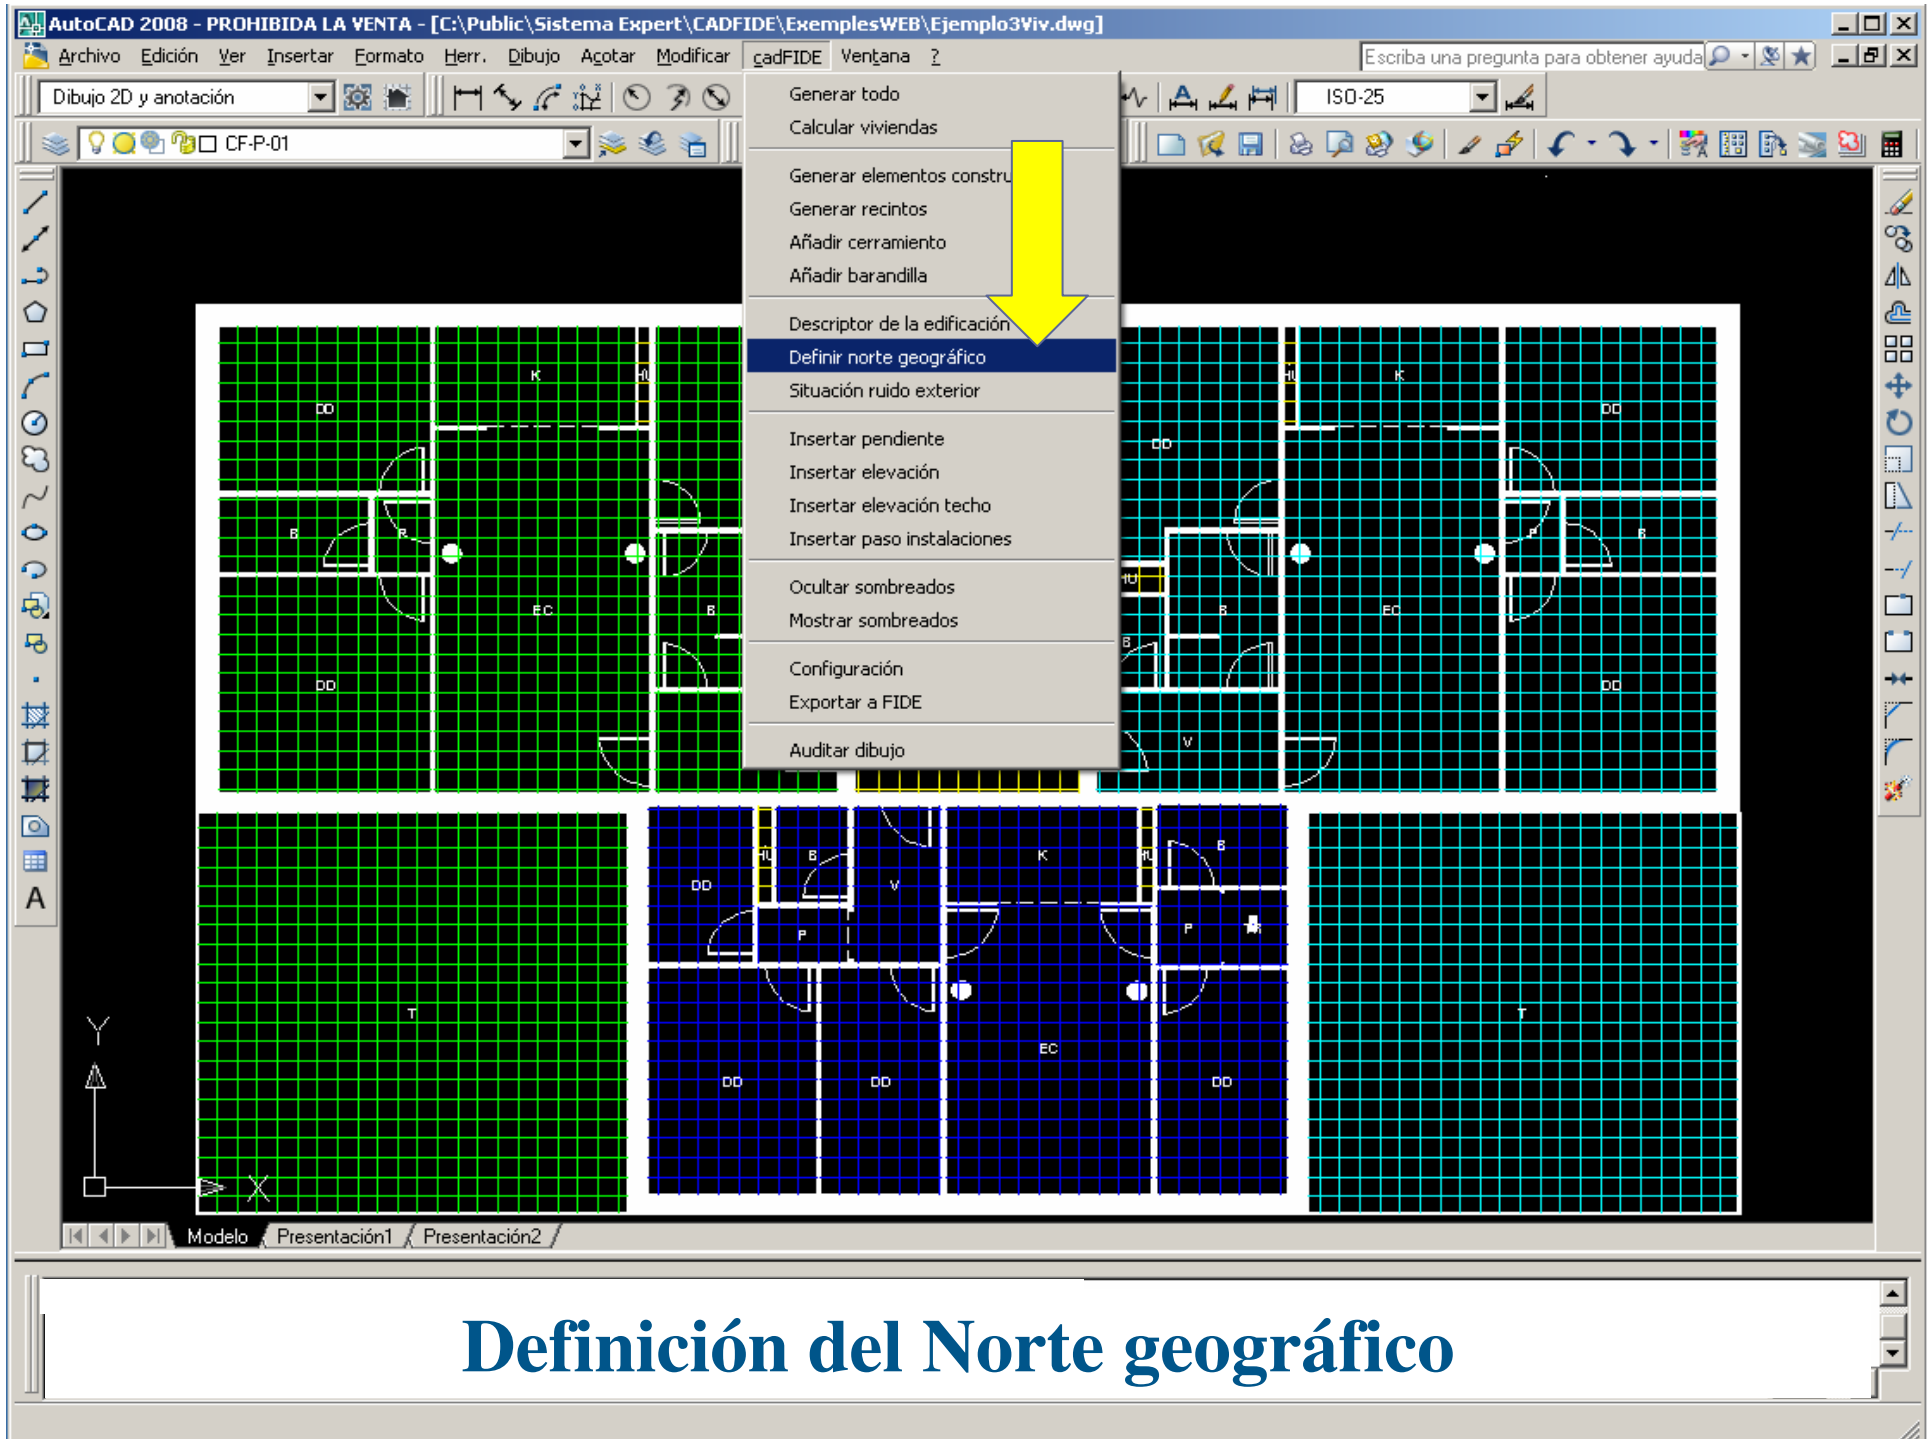 AutoCAD 2008 - PROHIBIDA LA VENTA - [C:\Public\Sistema Expert\CADFIDE\ExemplesWEB\Ejemplo3Viv.dwg]
Archivo Edición Ver Insertar Formato Herr. Dibujo Acotar Modificar cadFIDE Ventana ? Escriba una pregunta para obtener ayuda
Dibujo 2D y anotación ISO-25
CF-P-01
Generar todo
Calcular viviendas
Generar elementos constru
Generar recintos
Añadir cerramiento
Añadir barandilla
Descriptor de la edificación
Definir norte geográfico
Situación ruido exterior
Insertar pendiente
Insertar elevación
Insertar elevación techo
Insertar paso instalaciones
Ocultar sombreados
Mostrar sombreados
Configuración
Exportar a FIDE
Auditar dibujo
K K
DD DD DD
B P B
EC B B EC
HU
B
DD DD
V
B K B
DD V
P P
T T
EC
DD DD DD
Y
X
A
Modelo Presentación1 Presentación2
Definición del Norte geográfico